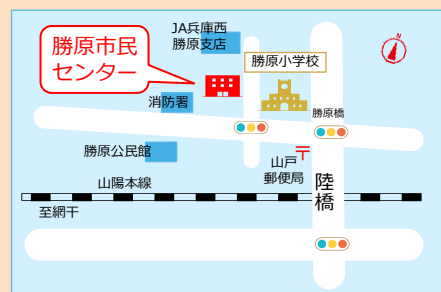 JA兵庫西
勝原支店
勝原市民
センター
勝原小学校
消防署
勝原橋
勝原公民館
山戸
郵便局
〒
陸橋
山陽本線
至網干